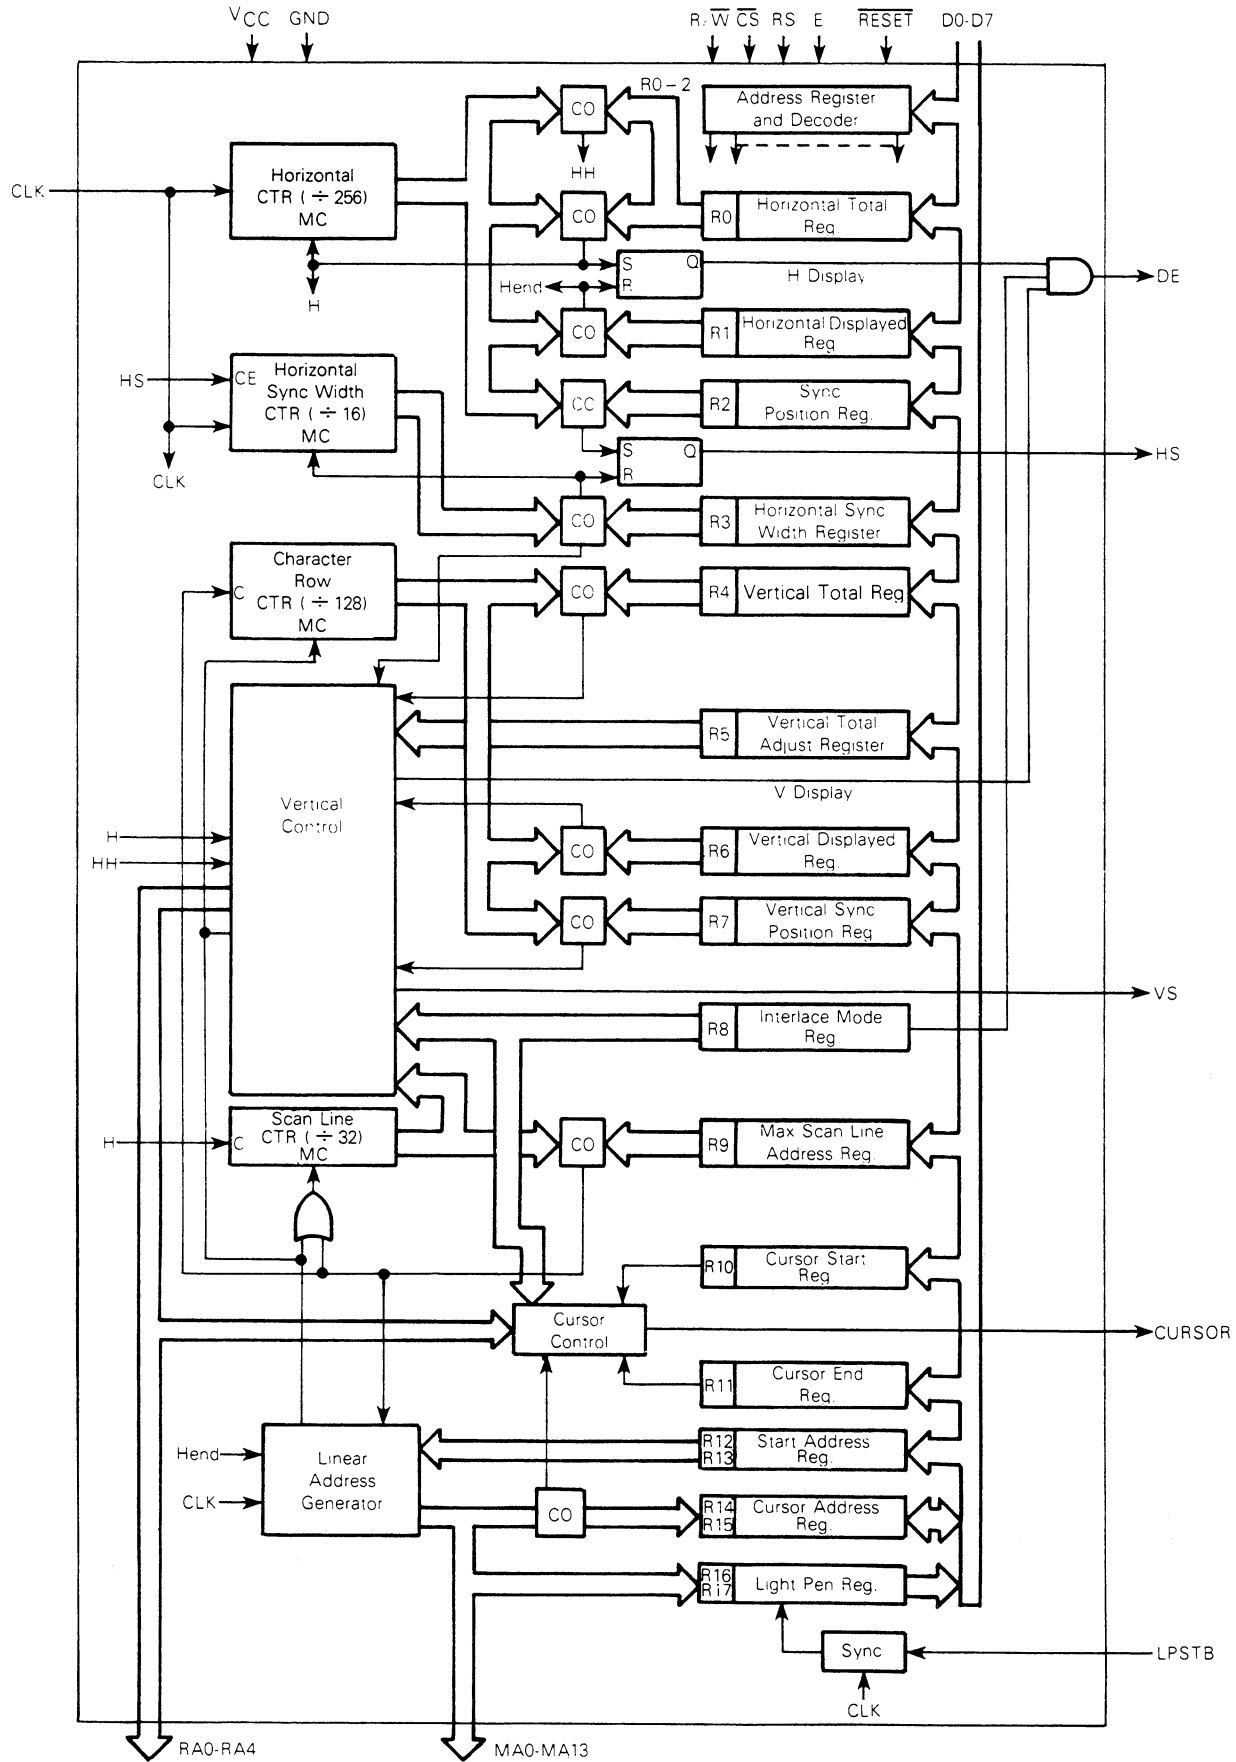 VCC GND R/W CS RS E RESET D0-D7
R0-2
CO
Address Register
and Decoder
HH
CLK
Horizontal
CTR (÷256)
MC
CO
R0
Horizontal Total
Reg.
S Q
R
H Display
DE
Hend
H
CO
R1
Horizontal Displayed
Reg
HS
CE
Horizontal
Sync Width
CTR (÷16)
MC
CC
R2
Sync
Position Reg.
CLK
S Q
R
HS
CO
R3
Horizontal Sync
Width Register
C
Character
Row
CTR (÷128)
MC
CO
R4
Vertical Total Reg
R5
Vertical Total
Adjust Register
V Display
Vertical
Control
H
HH
CO
R6
Vertical Displayed
Reg.
CO
R7
Vertical Sync
Position Reg
VS
R8
Interlace Mode
Reg
H
C
Scan Line
CTR (÷32)
MC
CO
R9
Max Scan Line
Address Reg.
R10
Cursor Start
Reg
Cursor
Control
CURSOR
R11
Cursor End
Reg.
Hend
CLK
Linear
Address
Generator
R12
R13
Start Address
Reg.
CO
R14
R15
Cursor Address
Reg.
R16
Ri7
Light Pen Reg.
Sync
LPSTB
CLK
RA0-RA4
MA0-MA13